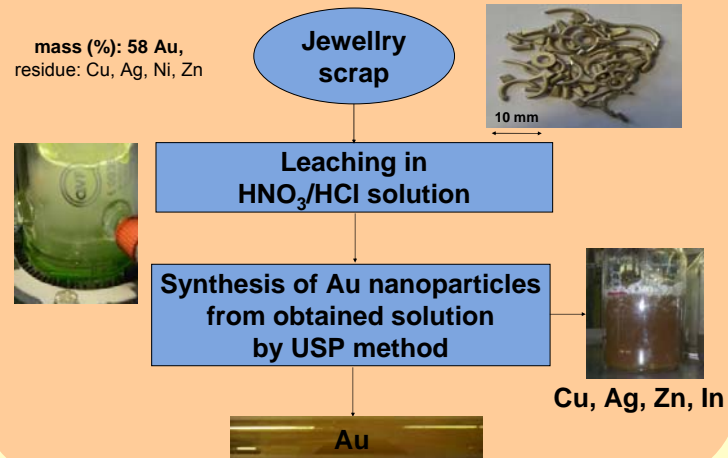 mass (%): 58 Au,
residue: Cu, Ag, Ni, Zn
Jewellry
scrap
10 mm
Leaching in
HNO₃/HCl solution
QVF
Synthesis of Au nanoparticles
from obtained solution
by USP method
Cu, Ag, Zn, In
Au